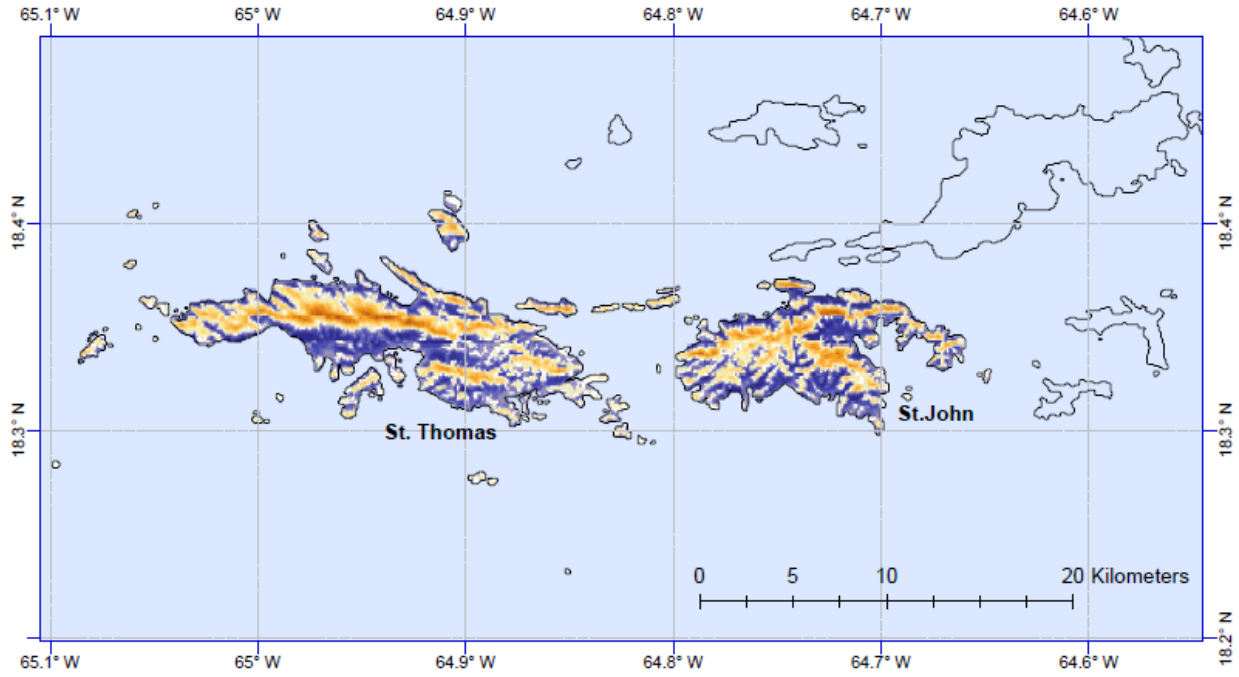 65.1° W 65° W 64.9° W 64.8° W 64.7° W 64.6° W
18.4° N 18.4° N
St. Thomas
St.John
18.3° N 18.3° N
0 5 10 20 Kilometers
18.2° N
65.1° W 65° W 64.9° W 64.8° W 64.7° W 64.6° W